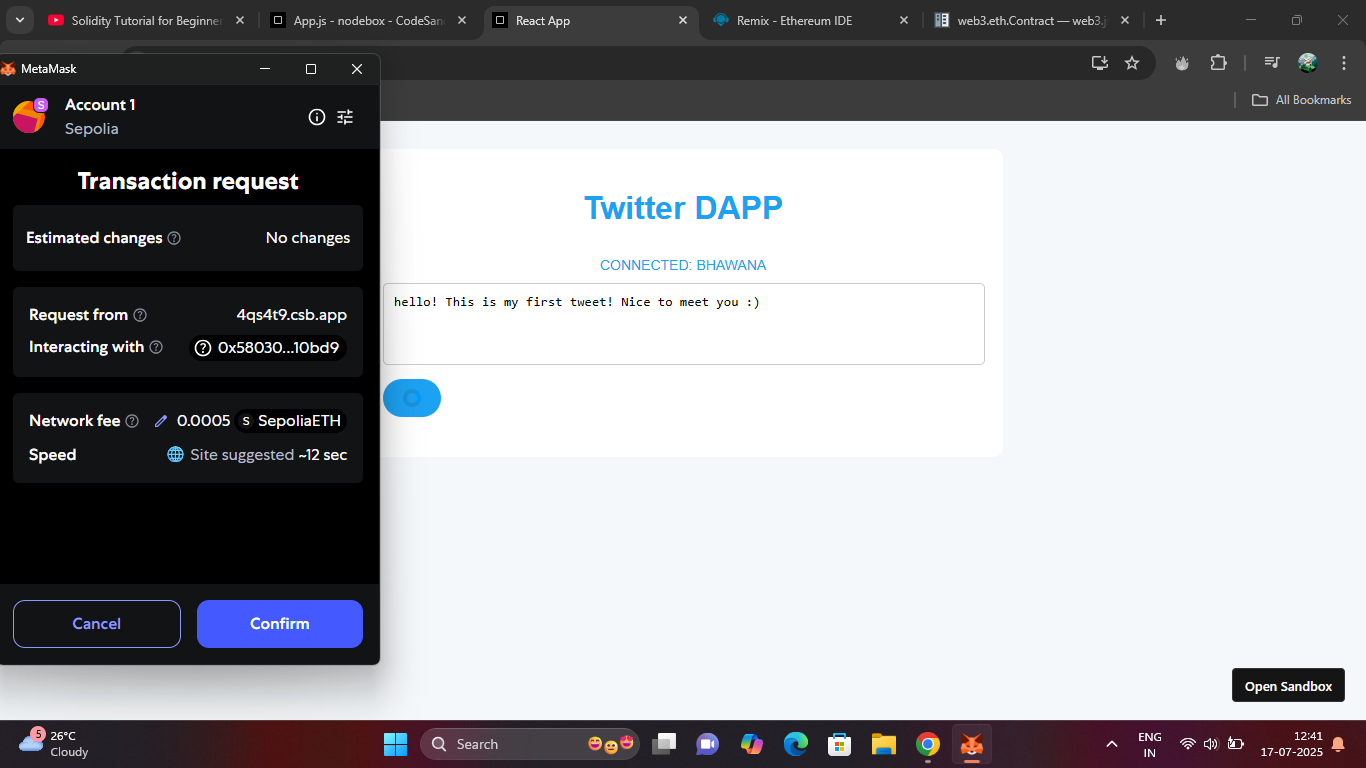 Solidity Tutorial for Beginner
App.js - nodebox - CodeSan
React App
Remix - Ethereum IDE
web3.eth.Contract — web3.j
All Bookmarks
MetaMask
S
Account 1
Sepolia
Transaction request
Estimated changes ? No changes
Request from ? 4qs4t9.csb.app
Interacting with ? ? 0x58030...10bd9
Network fee ? 0.0005 S SepoliaETH
Speed Site suggested ~12 sec
Cancel Confirm
Twitter DAPP
CONNECTED: BHAWANA
hello! This is my first tweet! Nice to meet you :)
Open Sandbox
5
26°C
Cloudy
Search
ENG
IN
12:41
17-07-2025